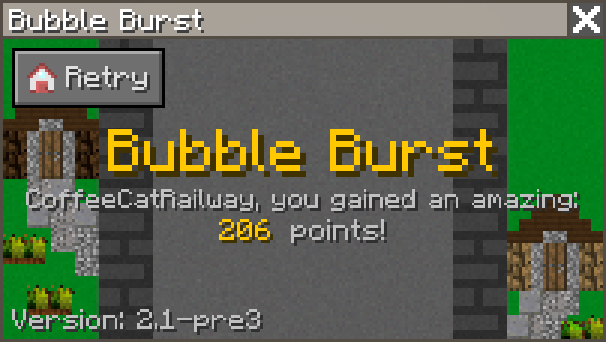 Bubble Burst
Retry
Bubble Burst
CoffeeCatRailway, you gained an amazing:
206 points!
Version: 2.1-pre3